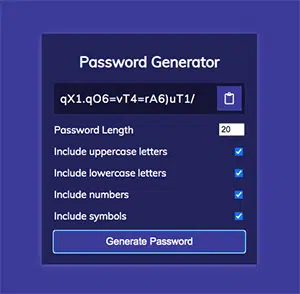 Password Generator
qX1.qO6=vT4=rA6)uT1/
Password Length 20
Include uppercase letters
Include lowercase letters
Include numbers
Include symbols
Generate Password